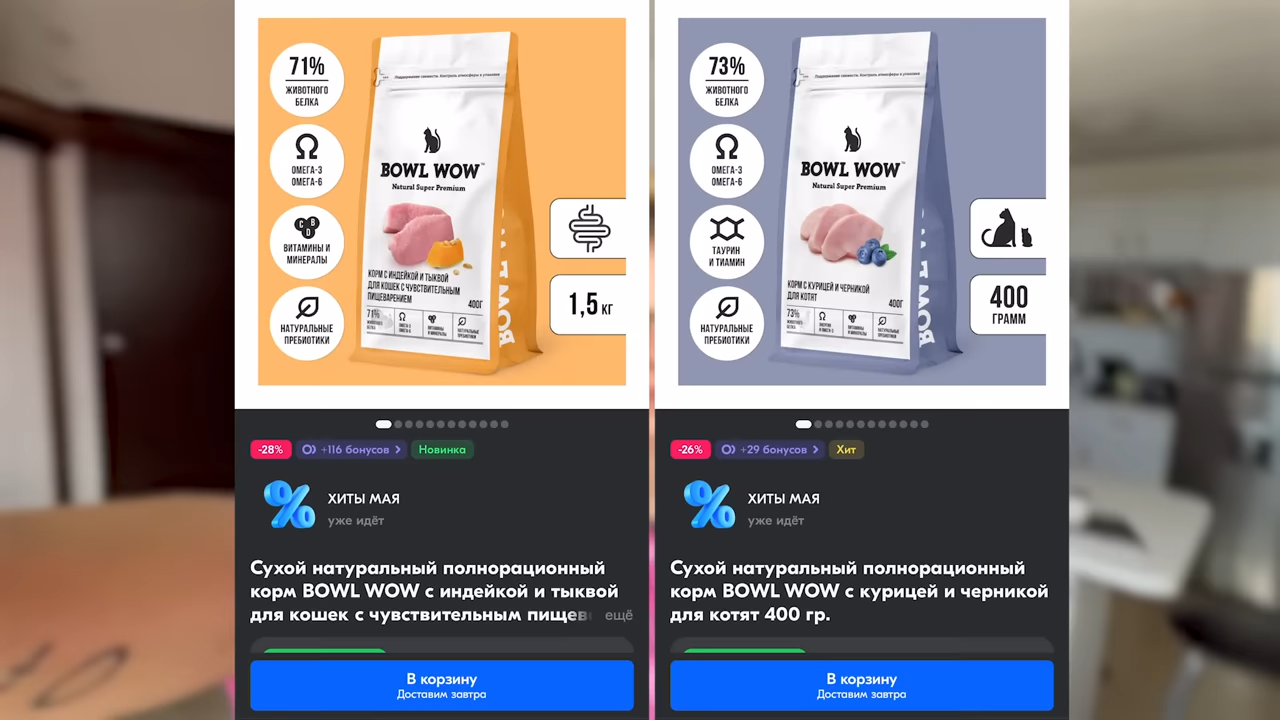 71%
ЖИВОТНОГО
БЕЛКА
ОМЕГА-3
ОМЕГА-6
ВИТАМИНЫ И
МИНЕРАЛЫ
НАТУРАЛЬНЫЕ
ПРЕБИОТИКИ
BOWL WOW™
Natural Super Premium
КОРМ С ИНДЕЙКОЙ И ТЫКВОЙ
ДЛЯ КОШЕК С ЧУВСТВИТЕЛЬНЫМ
ПИЩЕВАРЕНИЕМ
400Г
BOWL WOW
1,5 КГ
-28%
+116 бонусов
Новинка
ХИТЫ МАЯ
уже идёт
Сухой натуральный полнорационный
корм BOWL WOW с индейкой и тыквой
для кошек с чувствительным пищев ещё
В корзину
Доставим завтра
73%
ЖИВОТНОГО
БЕЛКА
ОМЕГА-3
ОМЕГА-6
ТАУРИН
И ТИАМИН
НАТУРАЛЬНЫЕ
ПРЕБИОТИКИ
BOWL WOW™
Natural Super Premium
КОРМ С КУРИЦЕЙ И ЧЕРНИКОЙ
ДЛЯ КОТЯТ
400Г
73%
BOWL WOW
400
ГРАММ
-26%
+29 бонусов
Хит
ХИТЫ МАЯ
уже идёт
Сухой натуральный полнорационный
корм BOWL WOW с курицей и черникой
для котят 400 гр.
В корзину
Доставим завтра